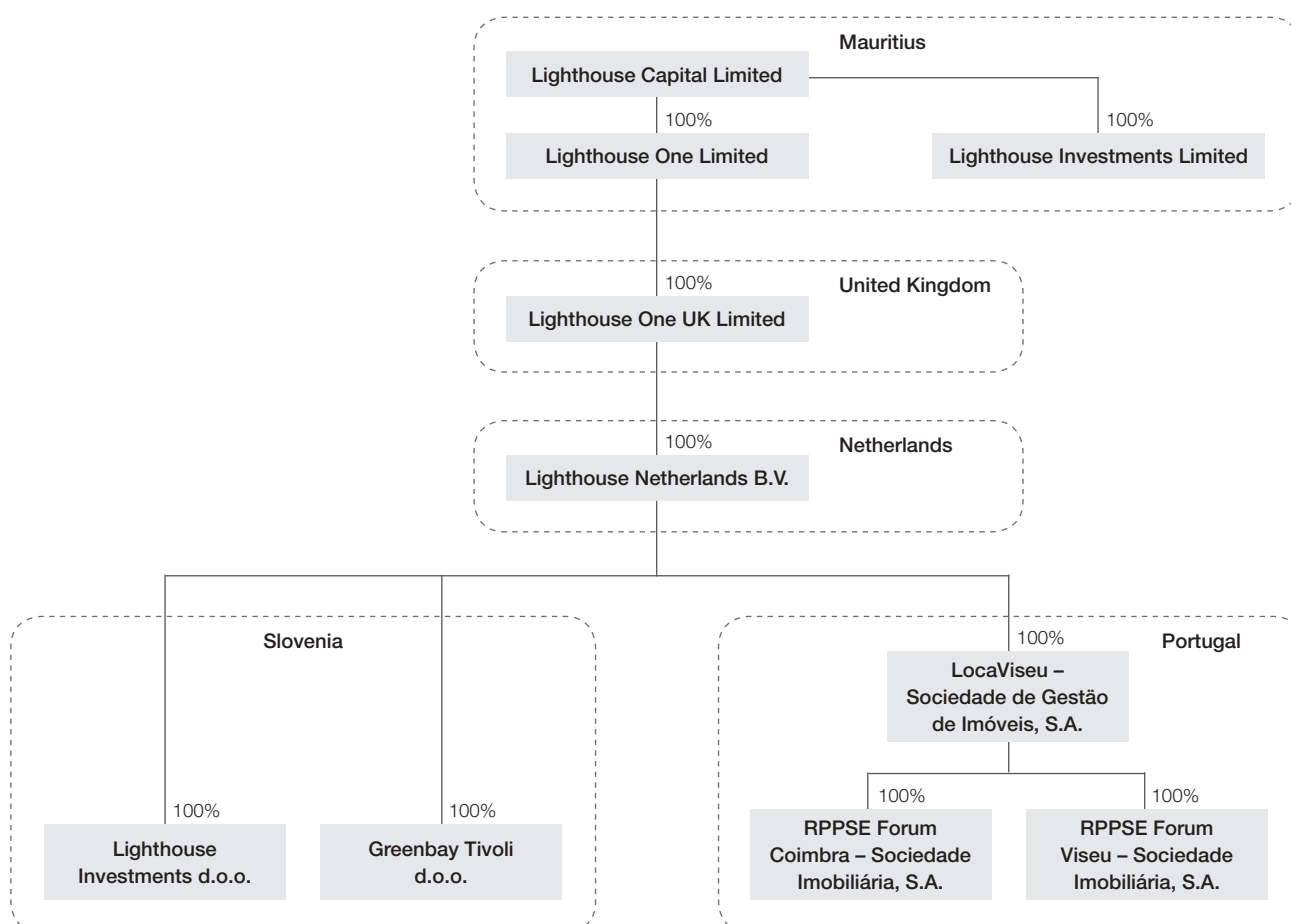 Mauritius
Lighthouse Capital Limited
100%
100%
Lighthouse One Limited
Lighthouse Investments Limited
100%
United Kingdom
Lighthouse One UK Limited
100%
Netherlands
Lighthouse Netherlands B.V.
Slovenia
100%
Portugal
LocaViseu –
Sociedade de Gestão
de Imóveis, S.A.
100%
100%
100%
100%
Lighthouse
Investments d.o.o.
Greenbay Tivoli
d.o.o.
RPPSE Forum
Coimbra – Sociedade
Imobiliária, S.A.
RPPSE Forum
Viseu – Sociedade
Imobiliária, S.A.